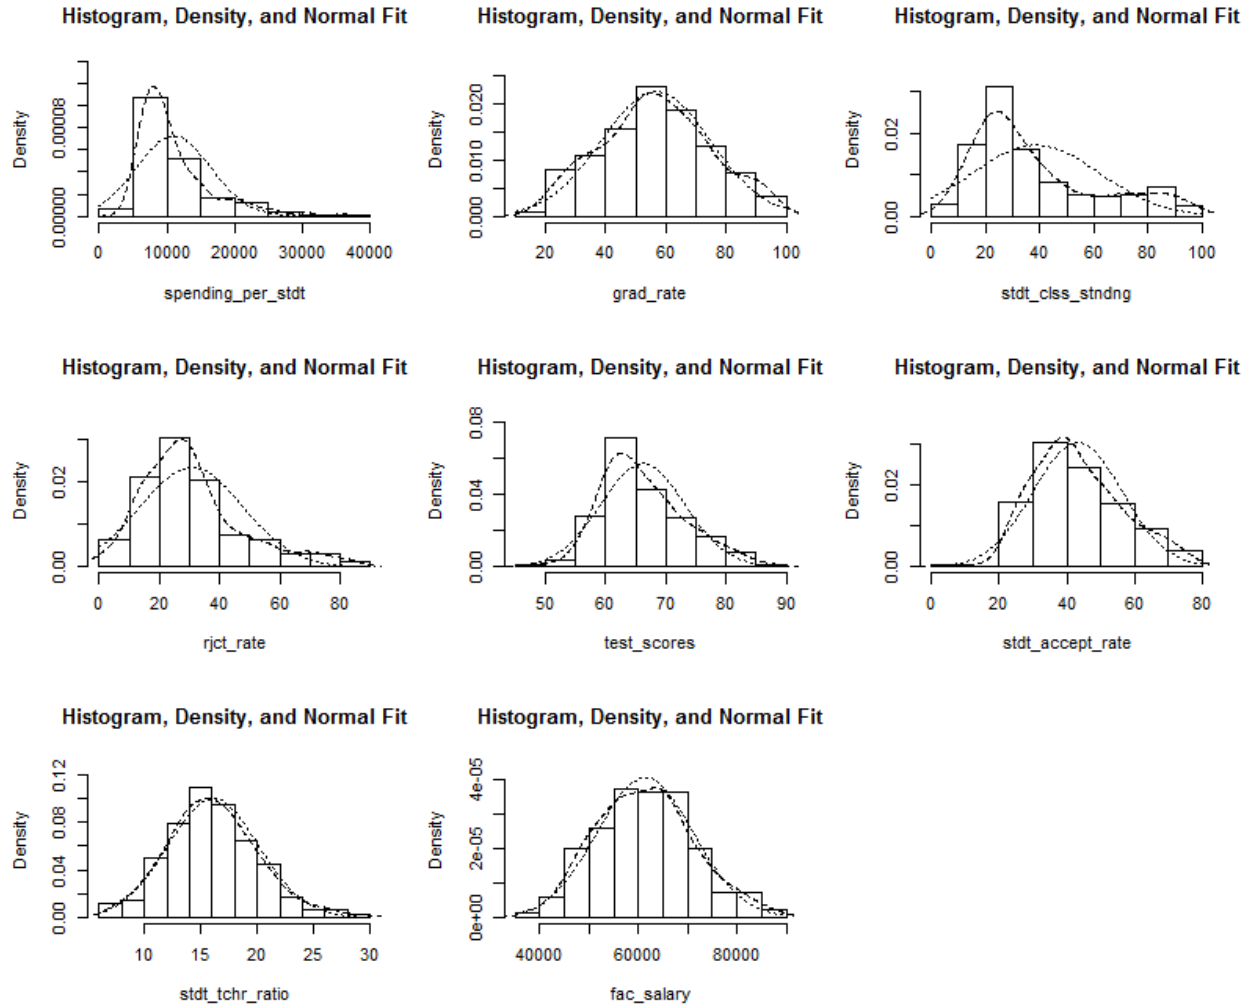 Histogram, Density, and Normal Fit
Density
0.00000 0.00008
0 10000 20000 30000 40000
spending_per_stdt
Histogram, Density, and Normal Fit
Density
0.000 0.010 0.020
20 40 60 80 100
grad_rate
Histogram, Density, and Normal Fit
Density
0.00 0.02
0 20 40 60 80 100
stdt_clss_stndng
Histogram, Density, and Normal Fit
Density
0.00 0.02
0 20 40 60 80
rjct_rate
Histogram, Density, and Normal Fit
Density
0.00 0.04 0.08
50 60 70 80 90
test_scores
Histogram, Density, and Normal Fit
Density
0.00 0.02
0 20 40 60 80
stdt_accept_rate
Histogram, Density, and Normal Fit
Density
0.00 0.04 0.08 0.12
10 15 20 25 30
stdt_tchr_ratio
Histogram, Density, and Normal Fit
Density
0e+00 2e-05 4e-05
40000 60000 80000
fac_salary